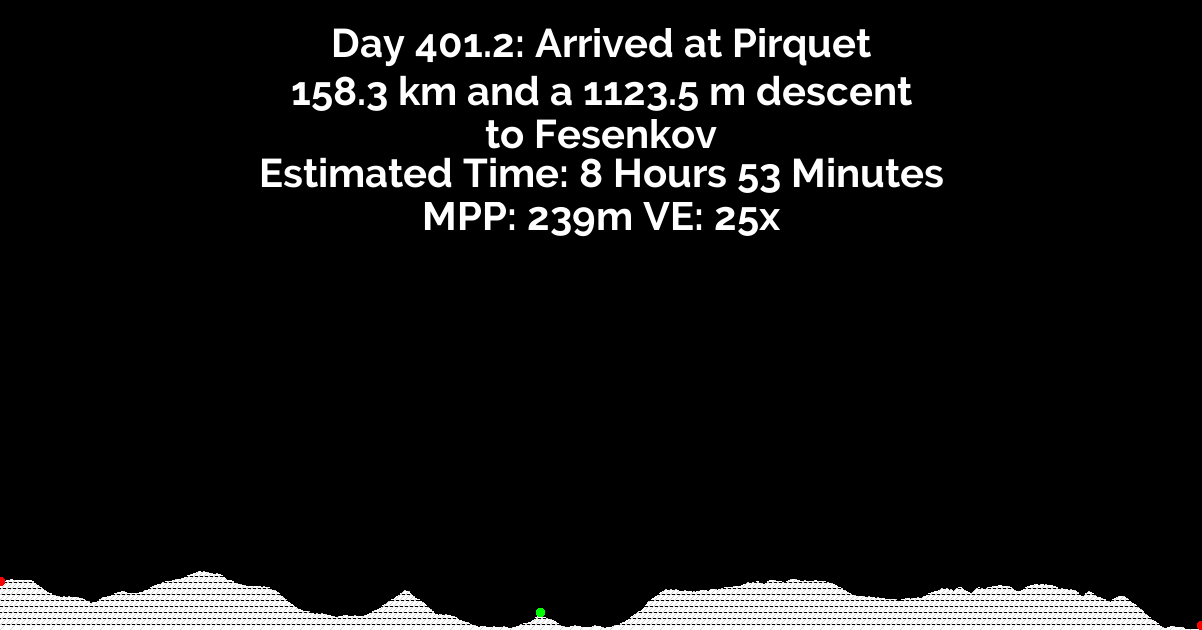 Day 401.2: Arrived at Pirquet
158.3 km and a 1123.5 m descent
to Fesenkov
Estimated Time: 8 Hours 53 Minutes
MPP: 239m VE: 25x